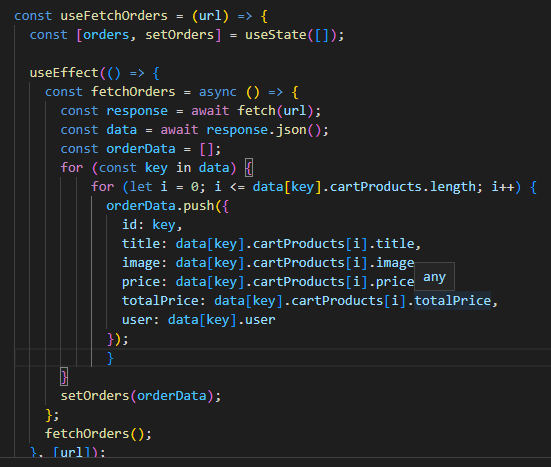 const useFetchOrders = (url) => {
const [orders, setOrders] = useState([]);
useEffect(() => {
const fetchOrders = async () => {
const response = await fetch(url);
const data = await response.json();
const orderData = [];
for (const key in data) {
for (let i = 0; i <= data[key].cartProducts.length; i++) {
orderData.push({
id: key,
title: data[key].cartProducts[i].title,
image: data[key].cartProducts[i].image
price: data[key].cartProducts[i].price
any
totalPrice: data[key].cartProducts[i].totalPrice,
user: data[key].user
});
}
}
setOrders(orderData);
};
fetchOrders();
}, [url]);